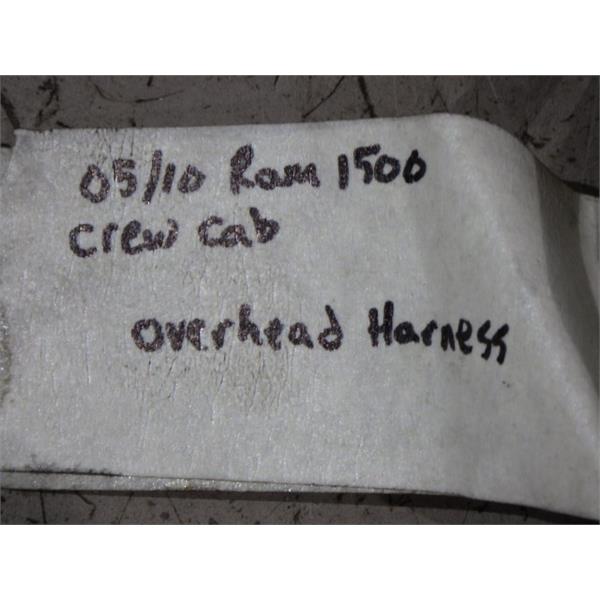 05/10 Ram 1500
crew cab
overhead Harness